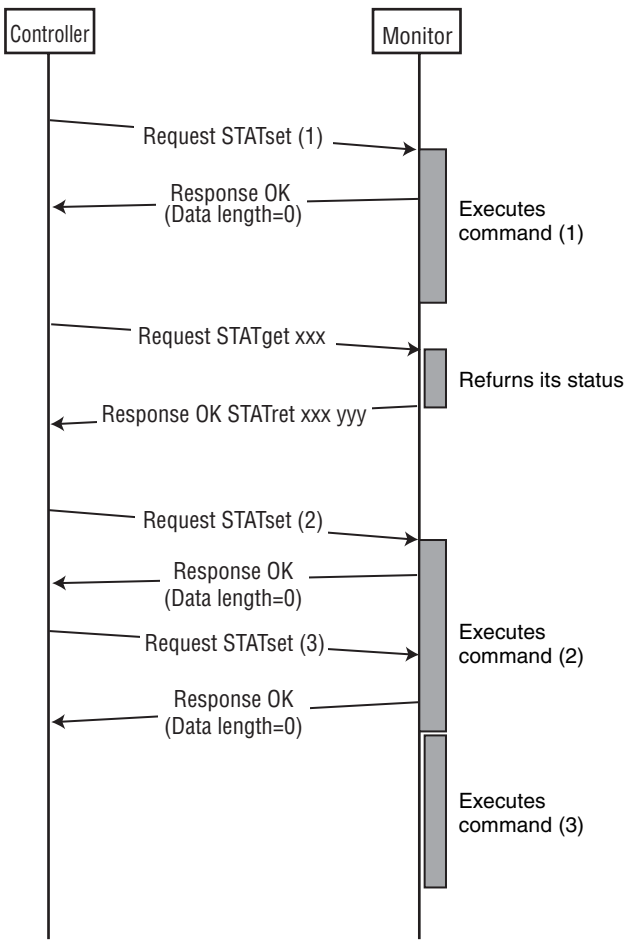 Controller
Monitor
Request STATset (1)
Response OK
(Data length=0)
Executes
command (1)
Request STATget xxx
Refurns its status
Response OK STATret xxx yyy
Request STATset (2)
Response OK
(Data length=0)
Request STATset (3)
Executes
command (2)
Response OK
(Data length=0)
Executes
command (3)